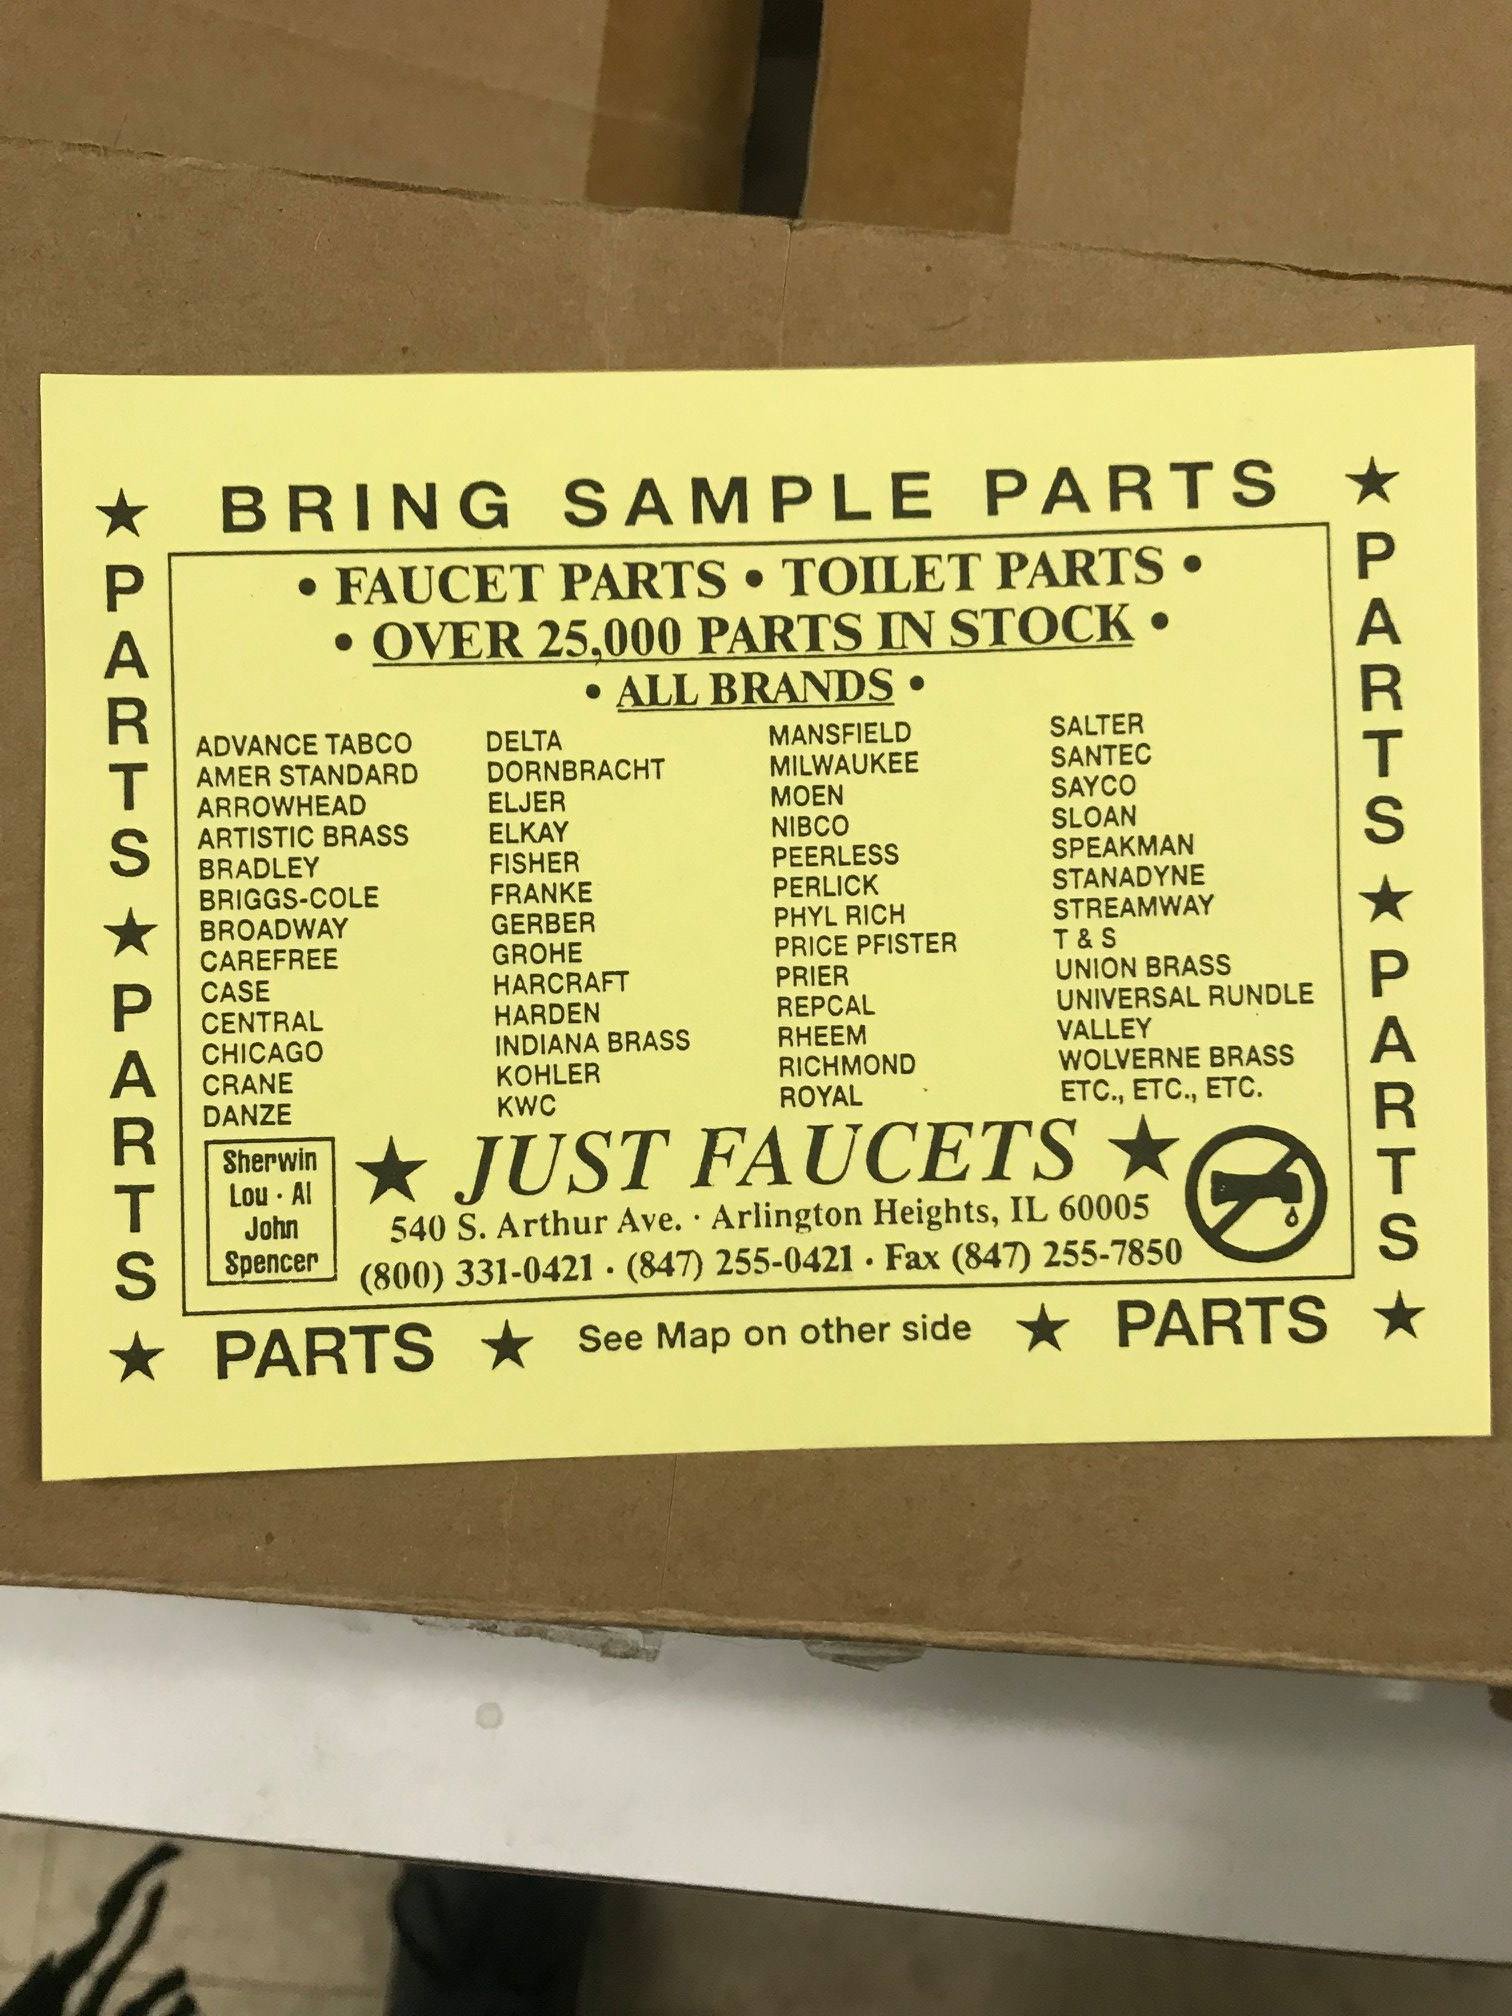 ★ BRING SAMPLE PARTS ★
PARTS ★ PARTS
• FAUCET PARTS • TOILET PARTS •
• OVER 25,000 PARTS IN STOCK •
• ALL BRANDS •
ADVANCE TABCO
AMER STANDARD
ARROWHEAD
ARTISTIC BRASS
BRADLEY
BRIGGS-COLE
BROADWAY
CAREFREE
CASE
CENTRAL
CHICAGO
CRANE
DANZE
DELTA
DORNBRACHT
ELJER
ELKAY
FISHER
FRANKE
GERBER
GROHE
HARCRAFT
HARDEN
INDIANA BRASS
KOHLER
KWC
MANSFIELD
MILWAUKEE
MOEN
NIBCO
PEERLESS
PERLICK
PHYL RICH
PRICE PFISTER
PRIER
REPCAL
RHEEM
RICHMOND
ROYAL
SALTER
SANTEC
SAYCO
SLOAN
SPEAKMAN
STANADYNE
STREAMWAY
T & S
UNION BRASS
UNIVERSAL RUNDLE
VALLEY
WOLVERNE BRASS
ETC., ETC., ETC.
Sherwin
Lou · Al
John
Spencer
★ JUST FAUCETS ★
540 S. Arthur Ave. · Arlington Heights, IL 60005
(800) 331-0421 · (847) 255-0421 · Fax (847) 255-7850
PARTS ★ PARTS
★ PARTS ★ See Map on other side ★ PARTS ★